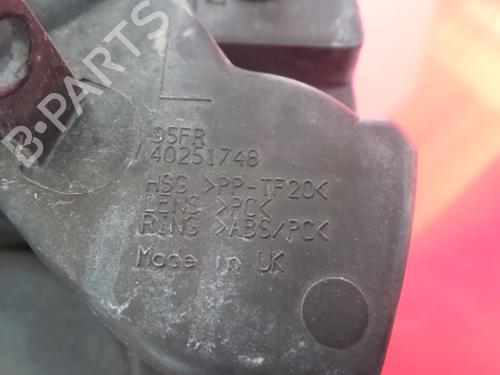 B-PARTS
95FR
40251748
HSG >PP-TF20<
LENS >PC<
RING >ABS/PC<
Made in UK